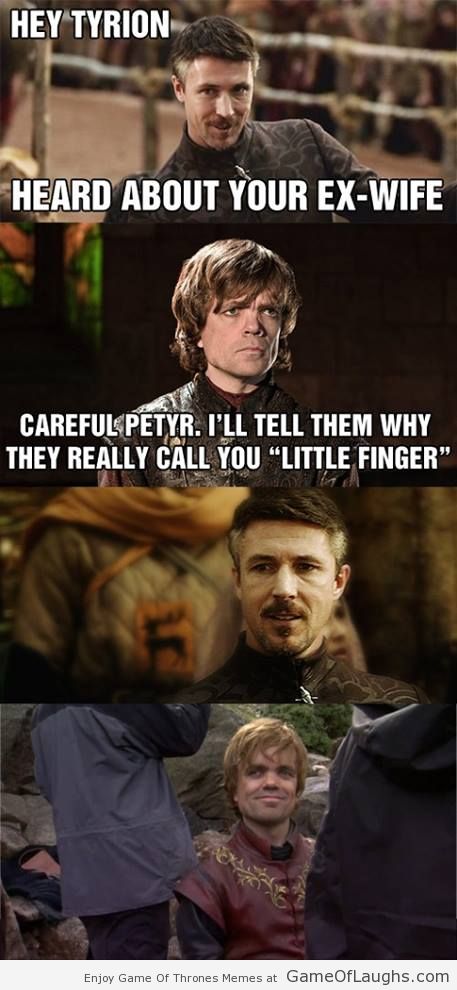 HEY TYRION
HEARD ABOUT YOUR EX-WIFE
CAREFUL PETYR. I'LL TELL THEM WHY
THEY REALLY CALL YOU "LITTLE FINGER"
Enjoy Game Of Thrones Memes at GameOfLaughs.com